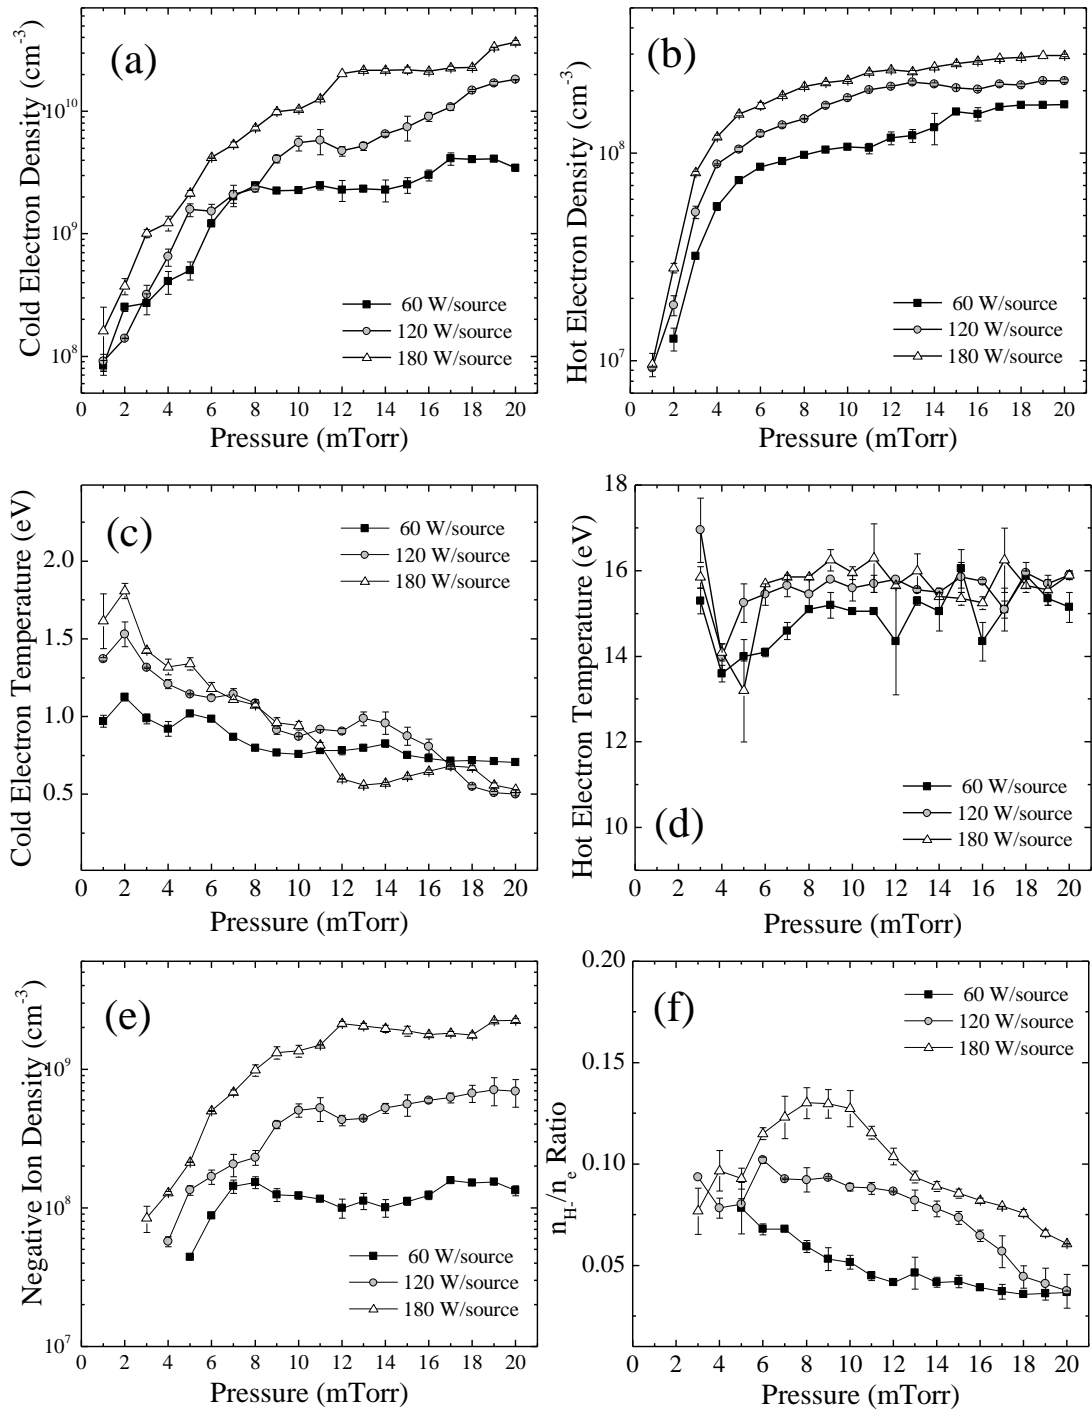 (a)
Cold Electron Density (cm⁻³)
10¹⁰
10⁹
10⁸
60 W/source
120 W/source
180 W/source
0 2 4 6 8 10 12 14 16 18 20
Pressure (mTorr)
(b)
Hot Electron Density (cm⁻³)
10⁸
10⁷
60 W/source
120 W/source
180 W/source
0 2 4 6 8 10 12 14 16 18 20
Pressure (mTorr)
(c)
Cold Electron Temperature (eV)
2.0
1.5
1.0
0.5
60 W/source
120 W/source
180 W/source
0 2 4 6 8 10 12 14 16 18 20
Pressure (mTorr)
(d)
Hot Electron Temperature (eV)
18
16
14
12
10
60 W/source
120 W/source
180 W/source
0 2 4 6 8 10 12 14 16 18 20
Pressure (mTorr)
(e)
Negative Ion Density (cm⁻³)
10⁹
10⁸
10⁷
60 W/source
120 W/source
180 W/source
0 2 4 6 8 10 12 14 16 18 20
Pressure (mTorr)
(f)
n_H-/n_e Ratio
0.20
0.15
0.10
0.05
60 W/source
120 W/source
180 W/source
0 2 4 6 8 10 12 14 16 18 20
Pressure (mTorr)